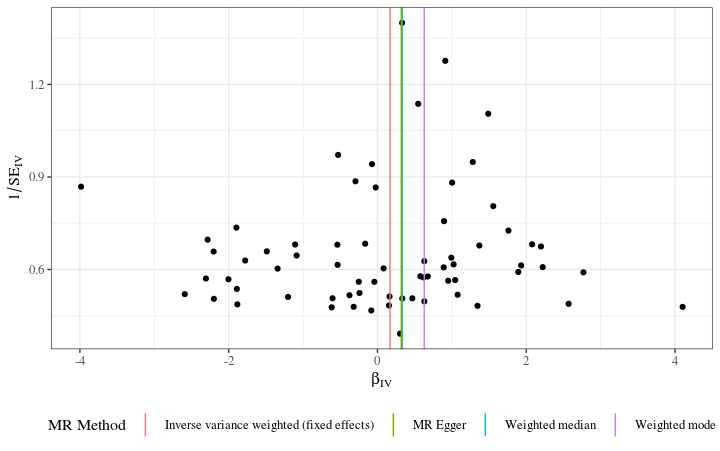 1/SE_IV
1.2
0.9
0.6
-4 -2 0 2 4
β_IV
MR Method Inverse variance weighted (fixed effects) MR Egger Weighted median Weighted mode